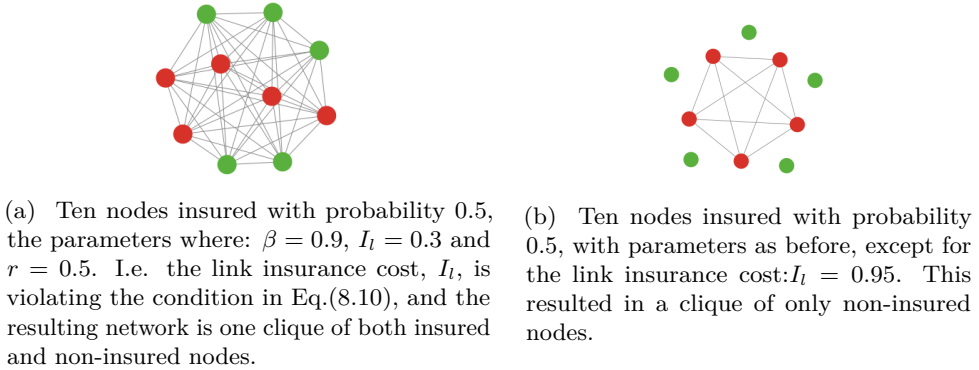 (a) Ten nodes insured with probability 0.5,
the parameters where: β = 0.9, I_l = 0.3 and
r = 0.5. I.e. the link insurance cost, I_l, is
violating the condition in Eq.(8.10), and the
resulting network is one clique of both insured
and non-insured nodes.
(b) Ten nodes insured with probability
0.5, with parameters as before, except for
the link insurance cost:I_l = 0.95. This
resulted in a clique of only non-insured
nodes.